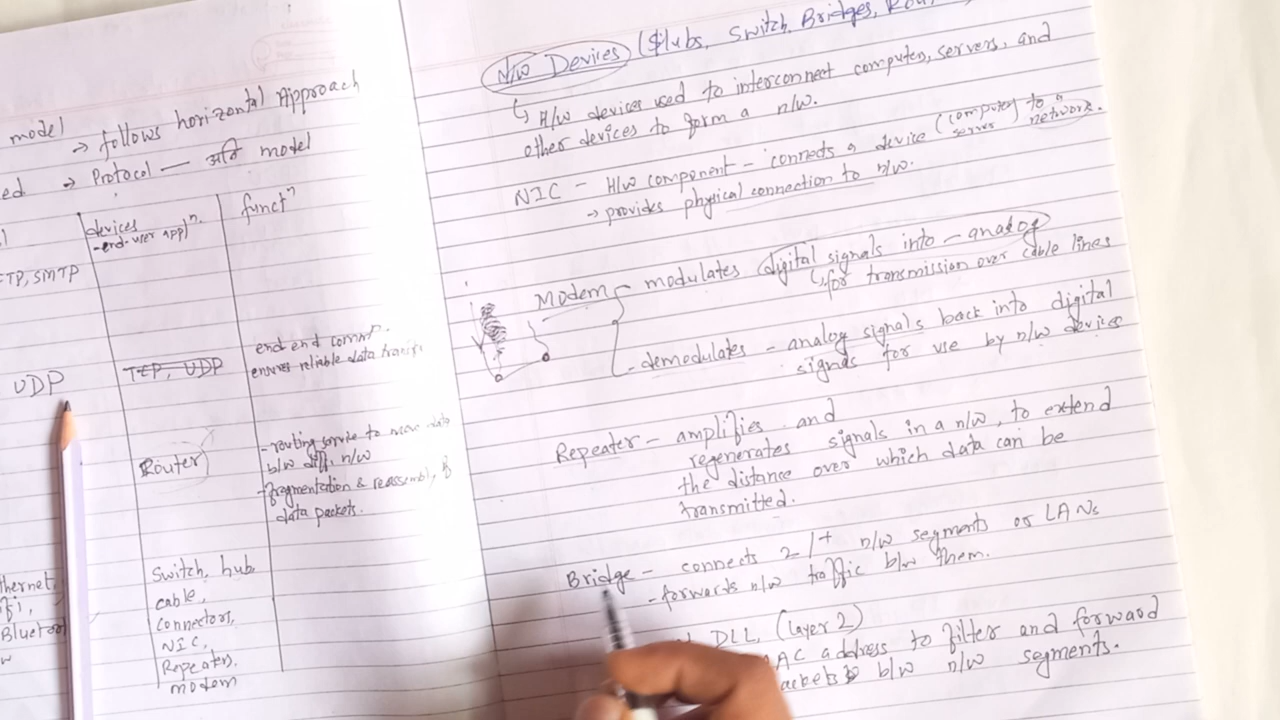 model
→ follows horizontal Approach
ed → Protocol — अति model
devices
-end-user appⁿ.
functⁿ
TP, SMTP
end end commⁿ.
ensures reliable data transfe
TCP, UDP
UDP
Router
-routing service to move data
b/w diffⁿ n/w
-fragmentation & reassembly of
data packets.
Switch, hub,
cable,
Connectors,
NIC,
Repeaters,
modem
thernet,
Bluetoo
N/W Devices (Hubs, Switch, Bridges, Rou
↳ H/w devices used to interconnect computers, servers, and
other devices to form a n/w.
NIC – H/w component – connects a device (computer, server) to a network.
→ provides physical connection to n/w.
Modem – modulates digital signals into – analog
↳ for transmission over cable lines
– demodulates – analog signals back into digital
signals for use by n/w devices
Repeater – amplifies and
regenerates signals in a n/w, to extend
the distance over which data can be
transmitted.
Bridge – connects 2/+ n/w segments or LANs
– forwards n/w traffic b/w them.
DLL, (layer 2)
AC address to filter and forward
ackets b/w n/w segments.